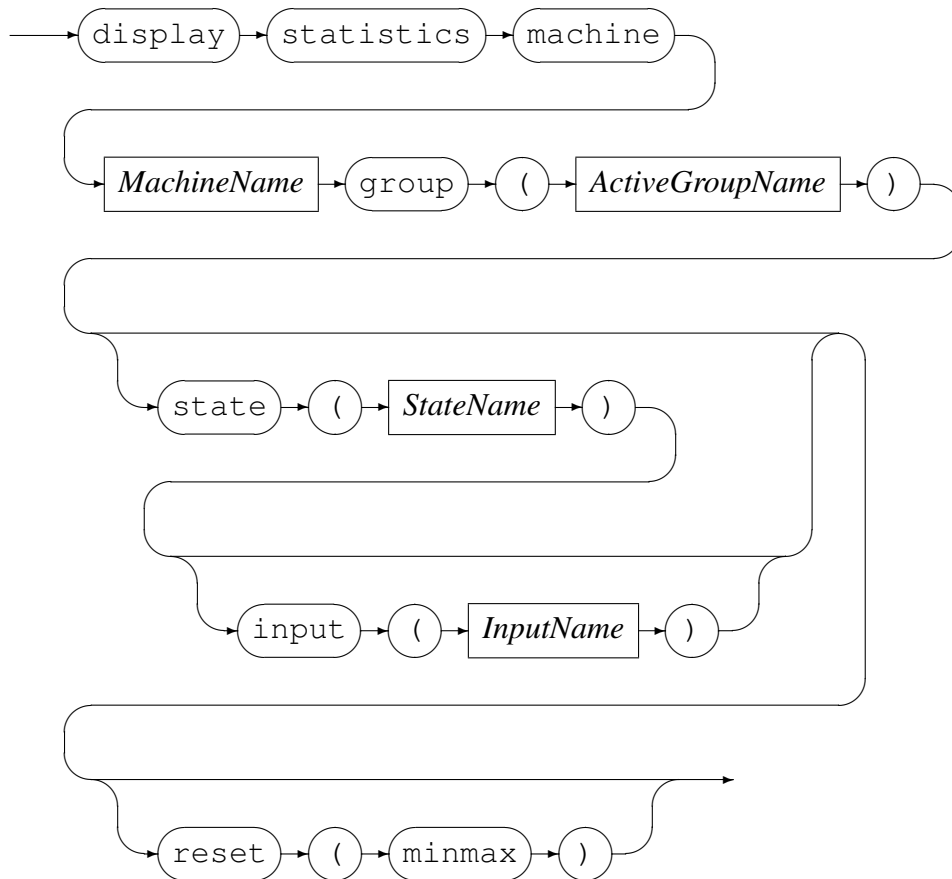 display statistics machine
MachineName group ( ActiveGroupName )
state ( StateName )
input ( InputName )
reset ( minmax )